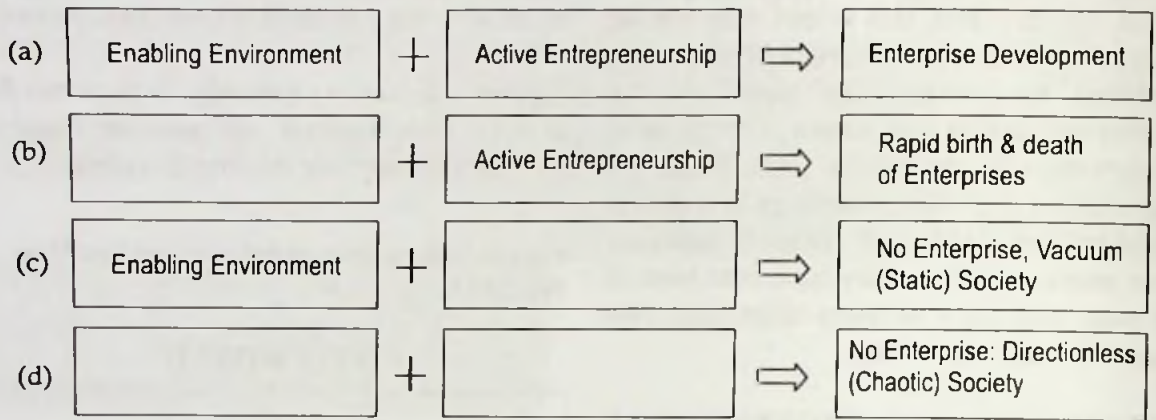 (a) Enabling Environment + Active Entrepreneurship ⇨ Enterprise Development
(b) + Active Entrepreneurship ⇨ Rapid birth & death
of Enterprises
(c) Enabling Environment + ⇨ No Enterprise, Vacuum
(Static) Society
(d) + ⇨ No Enterprise: Directionless
(Chaotic) Society